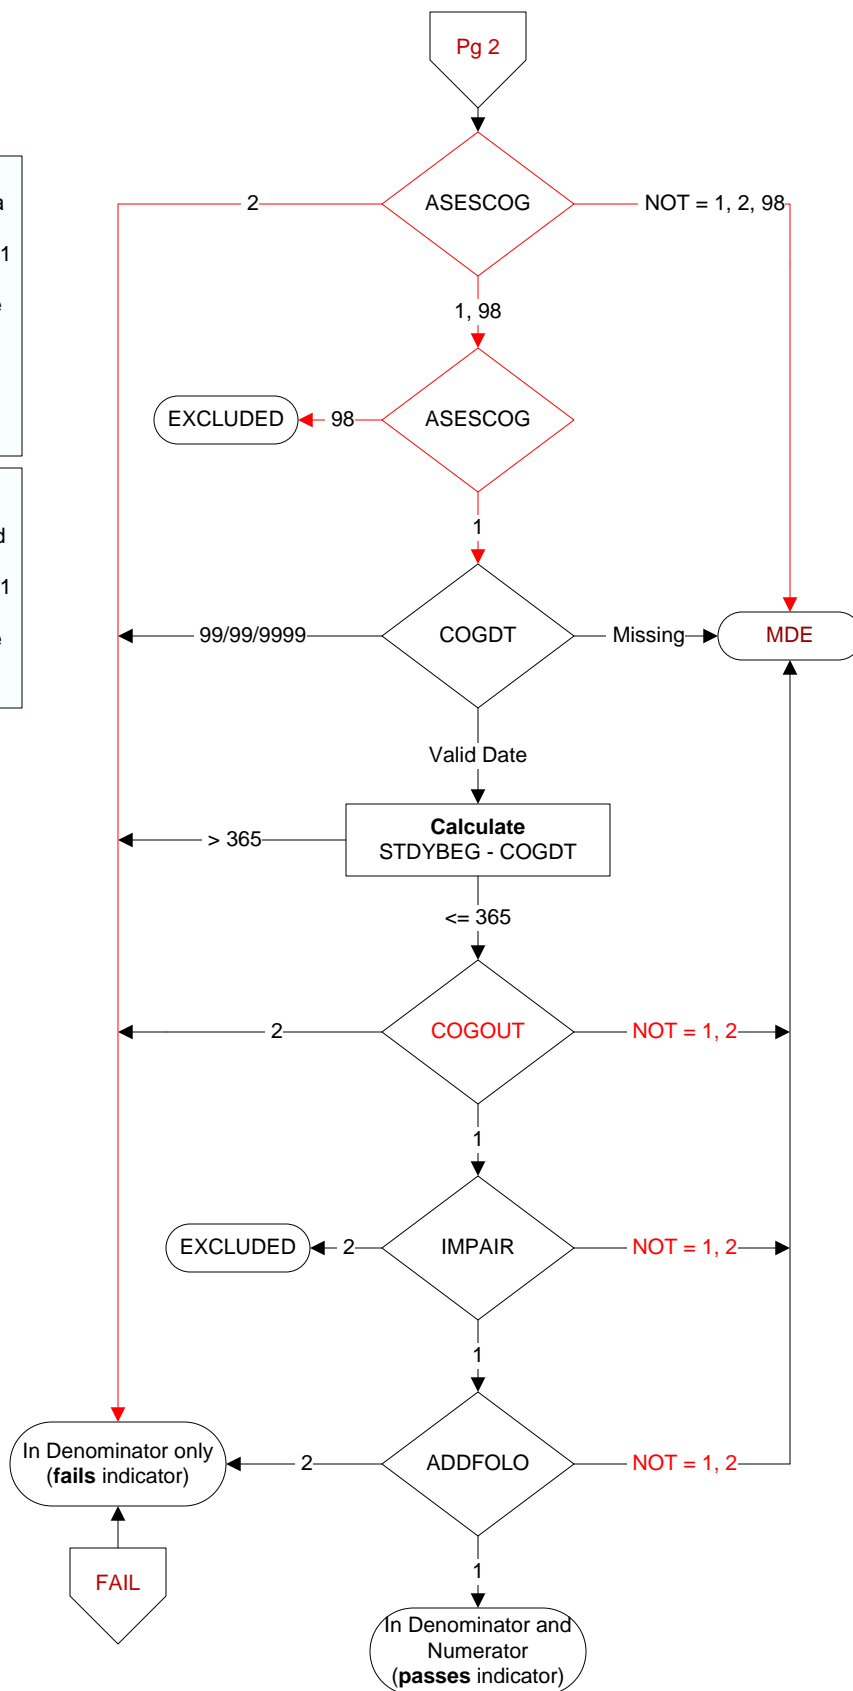 Pg 2
a
2
ASESCOG
NOT = 1, 2, 98
1
e
1, 98
EXCLUDED
98
ASESCOG
d
1
1
e
99/99/9999
COGDT
Missing
MDE
Valid Date
Calculate
> 365
STDYBEG - COGDT
<= 365
2
COGOUT
NOT = 1, 2
1
EXCLUDED
2
IMPAIR
NOT = 1, 2
1
In Denominator only
(fails indicator)
2
ADDFOLO
NOT = 1, 2
1
FAIL
In Denominator and
Numerator
(passes indicator)